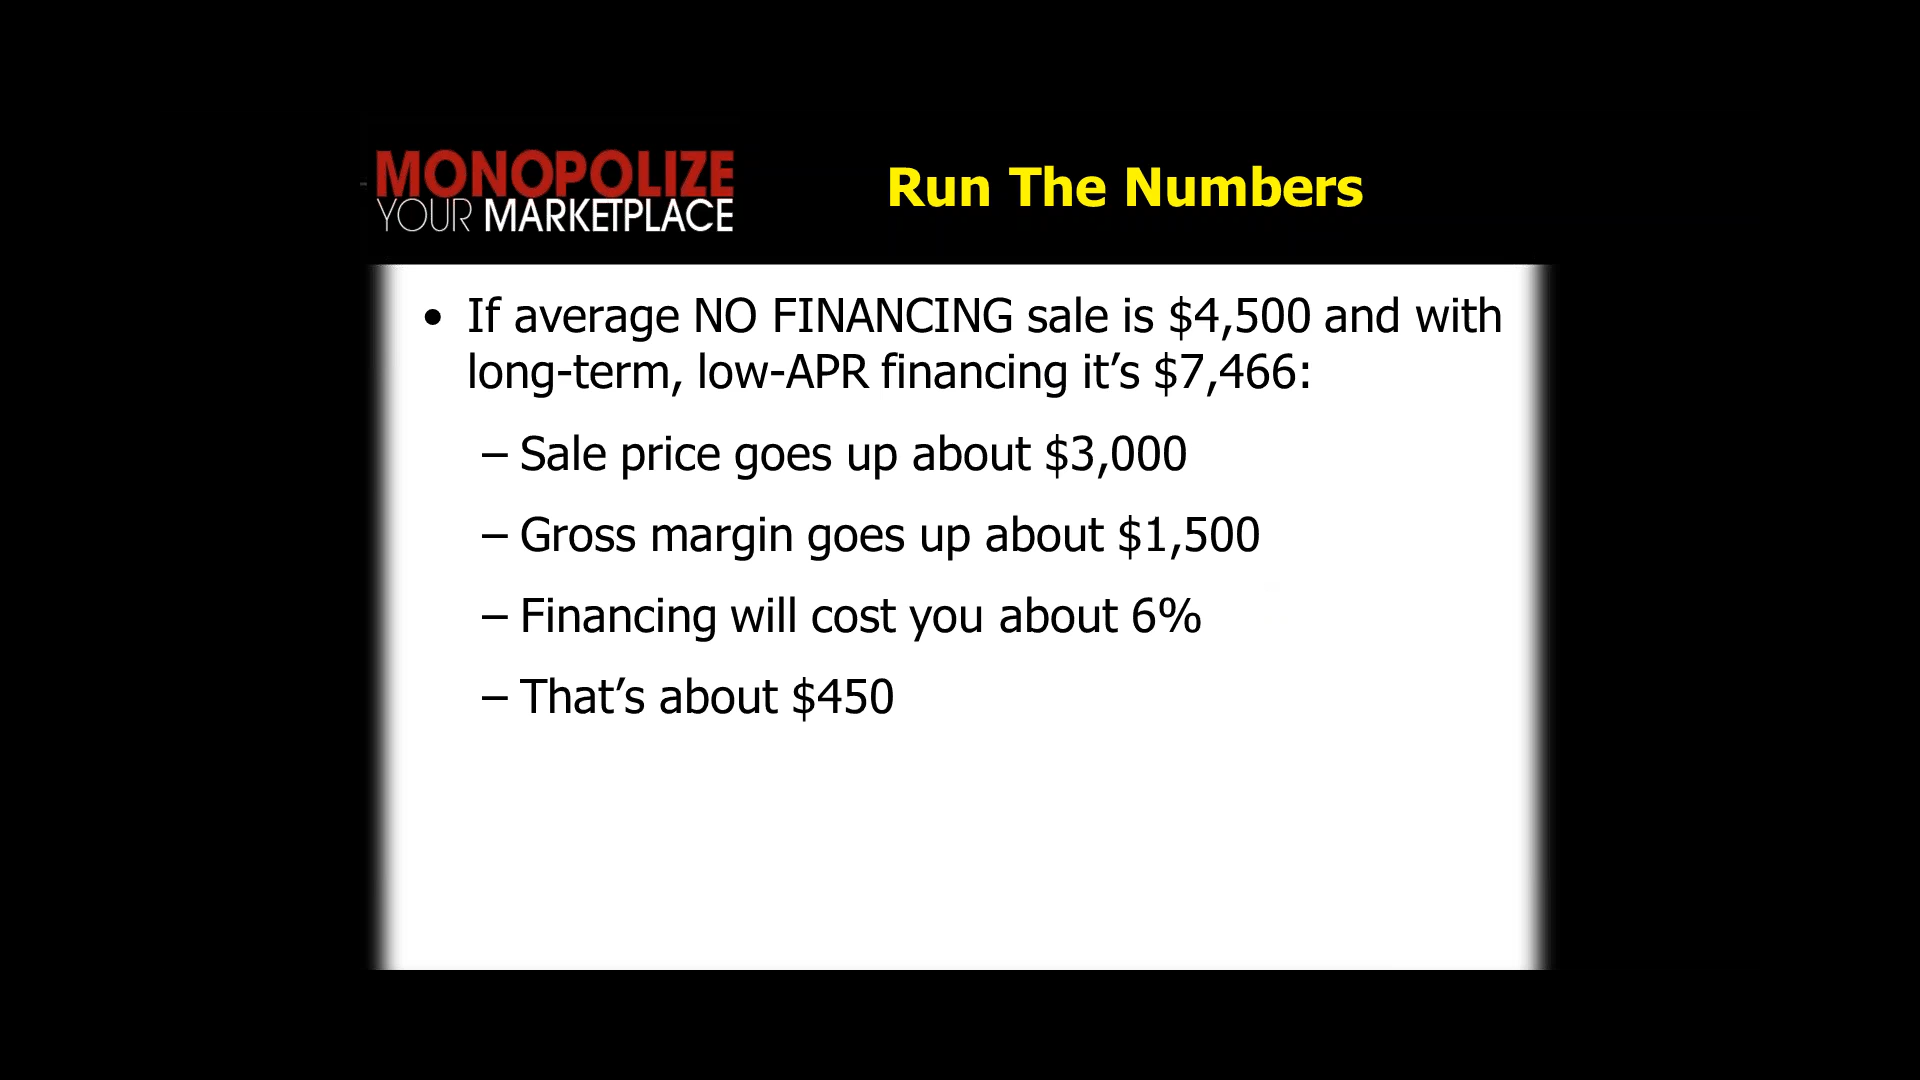 MONOPOLIZE
YOUR MARKETPLACE
Run The Numbers
• If average NO FINANCING sale is $4,500 and with
long-term, low-APR financing it’s $7,466:
– Sale price goes up about $3,000
– Gross margin goes up about $1,500
– Financing will cost you about 6%
– That’s about $450